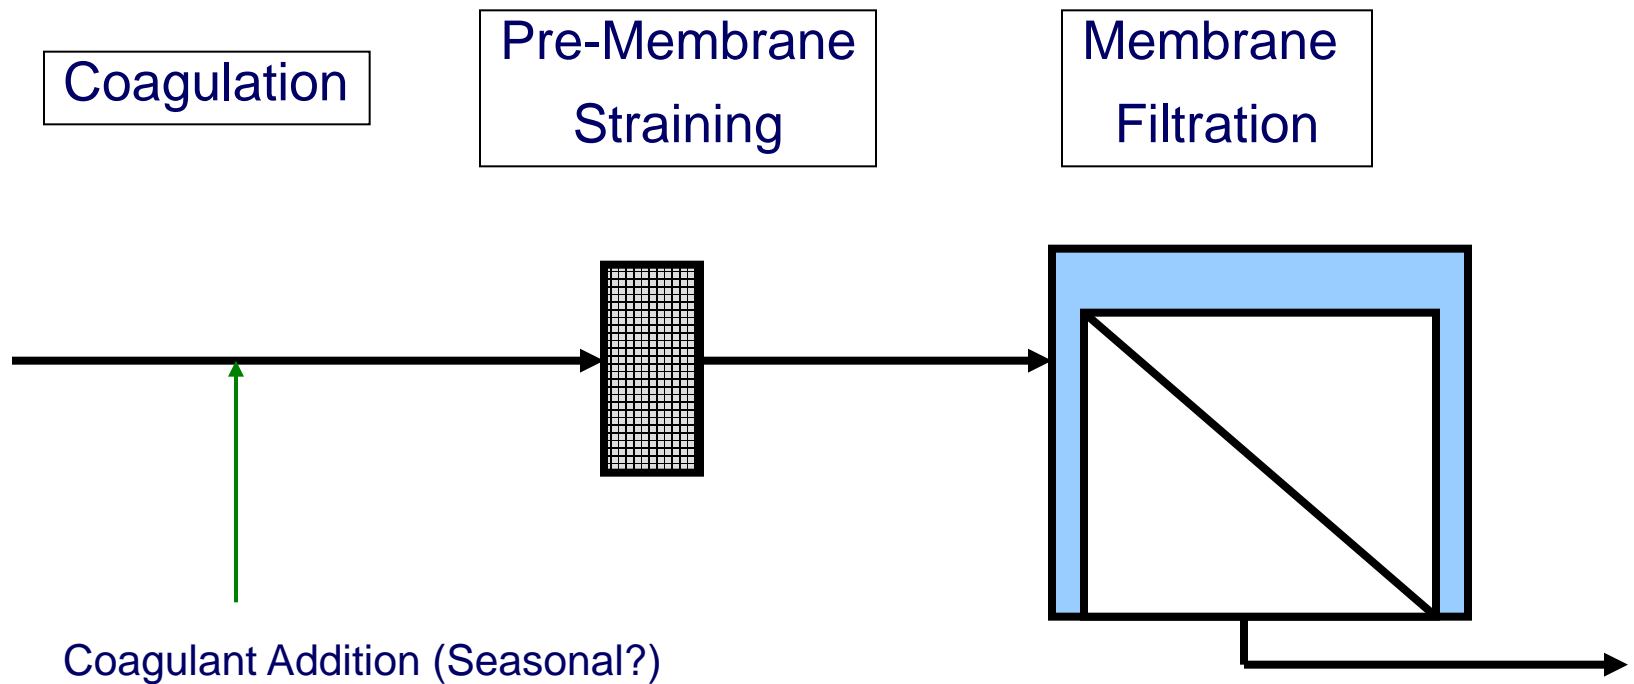 Coagulation
Pre-Membrane
Straining
Membrane
Filtration
Coagulant Addition (Seasonal?)